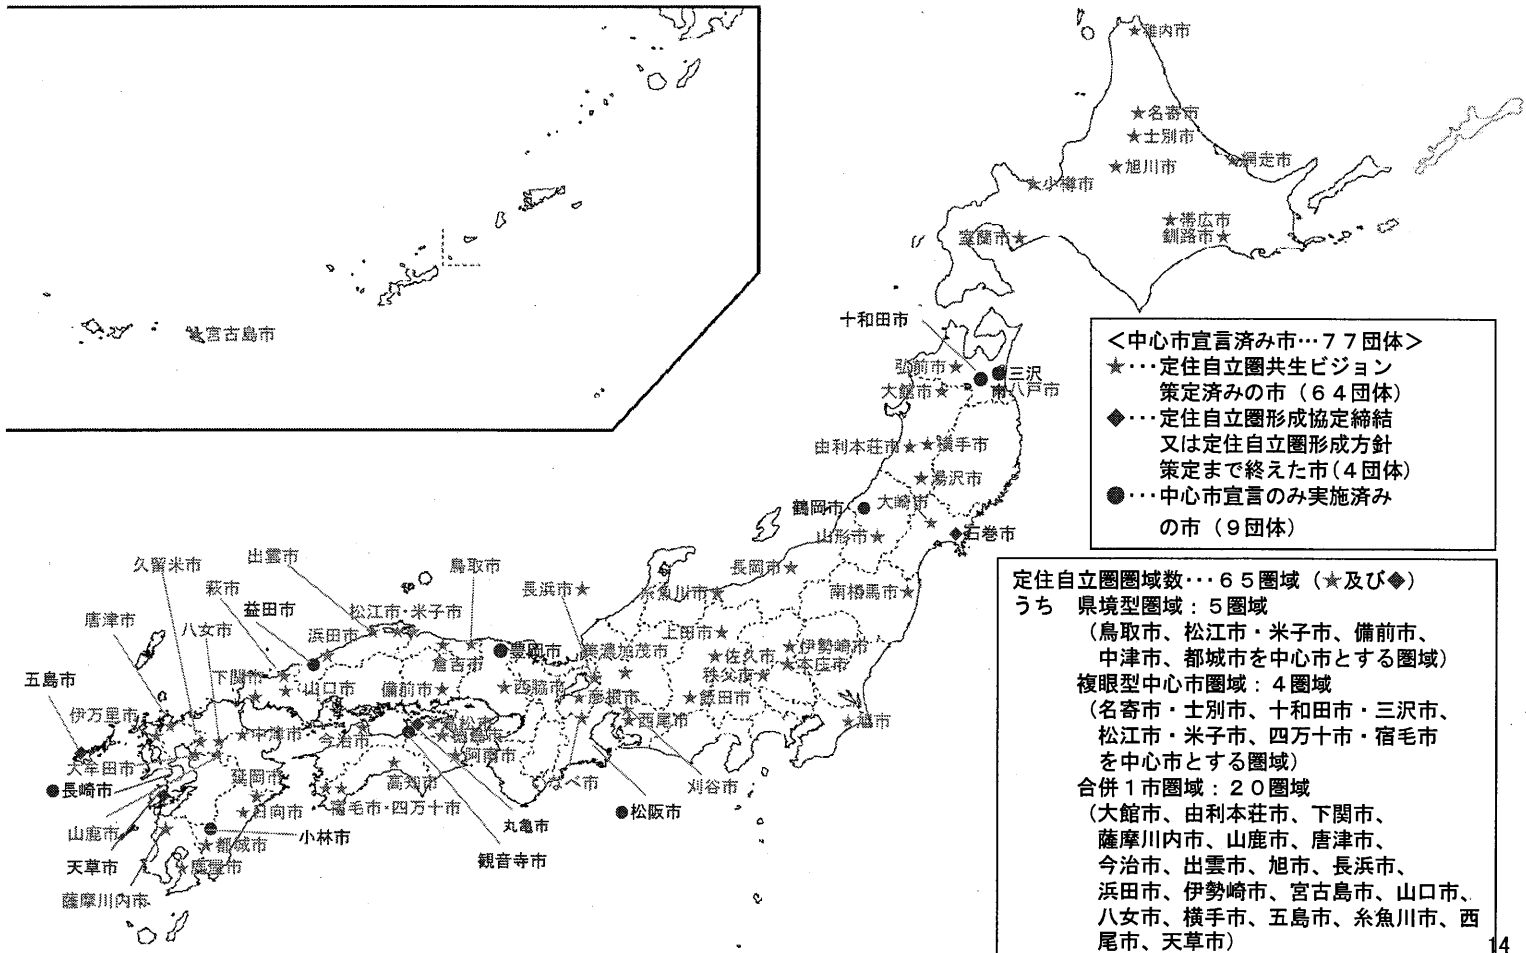 稚内市
名寄市
士別市
旭川市
網走市
小樽市
帯広市
釧路市
室蘭市
宮古島市
十和田市
弘前市
三沢
市
八戸市
大館市
由利本荘市
横手市
湯沢市
鶴岡市
大崎市
石巻市
山形市
長岡市
南相馬市
糸魚川市
上田市
佐久市
伊勢崎市
本庄市
秩父市
飯田市
旭市
久留米市
出雲市
鳥取市
長浜市
萩市
益田市
松江市・米子市
唐津市
八女市
浜田市
倉吉市
豊岡市
美濃加茂市
五島市
下関市
山口市
備前市
西脇市
彦根市
西尾市
伊万里市
中津市
今治市
高松市
阿南市
大牟田市
延岡市
高知市
いなべ市
刈谷市
長崎市
日向市
宿毛市・四万十市
丸亀市
松阪市
山鹿市
小林市
天草市
都城市
観音寺市
鹿屋市
薩摩川内市
＜中心市宣言済み市…７７団体＞
★･･･定住自立圏共生ビジョン
策定済みの市（６４団体）
◆･･･定住自立圏形成協定締結
又は定住自立圏形成方針
策定まで終えた市（４団体）
●･･･中心市宣言のみ実施済み
の市（９団体）
定住自立圏圏域数･･･６５圏域（★及び◆）
うち　県境型圏域：５圏域
（鳥取市、松江市・米子市、備前市、
中津市、都城市を中心市とする圏域）
複眼型中心市圏域：４圏域
（名寄市・士別市、十和田市・三沢市、
松江市・米子市、四万十市・宿毛市
を中心市とする圏域）
合併１市圏域：２０圏域
（大館市、由利本荘市、下関市、
薩摩川内市、山鹿市、唐津市、
今治市、出雲市、旭市、長浜市、
浜田市、伊勢崎市、宮古島市、山口市、
八女市、横手市、五島市、糸魚川市、西
尾市、天草市）
14